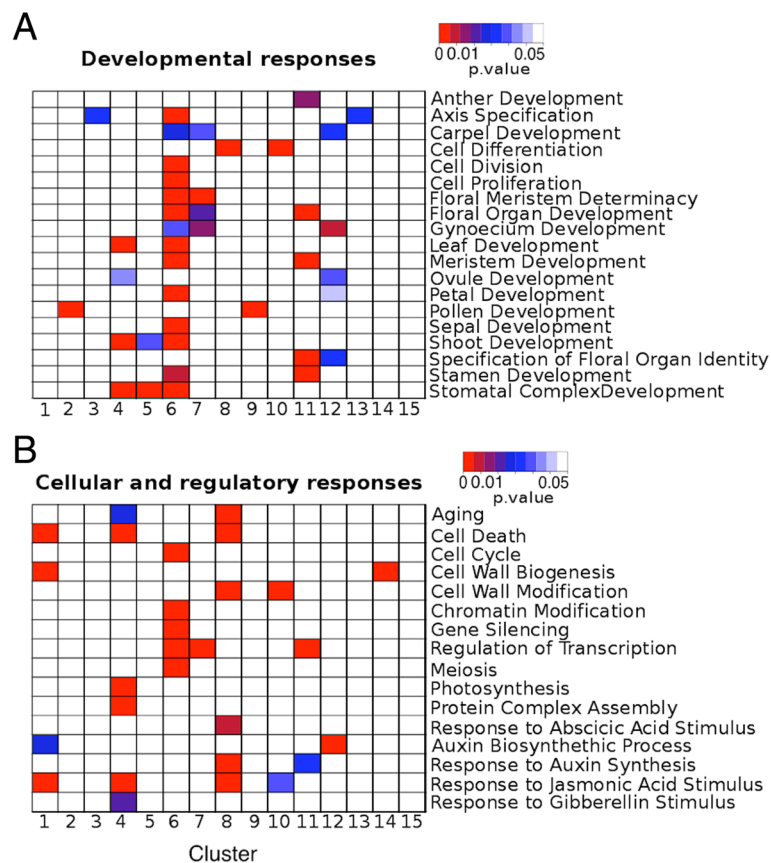 A
Developmental responses
0 0.01 0.05
p.value
Anther Development
Axis Specification
Carpel Development
Cell Differentiation
Cell Division
Cell Proliferation
Floral Meristem Determinacy
Floral Organ Development
Gynoecium Development
Leaf Development
Meristem Development
Ovule Development
Petal Development
Pollen Development
Sepal Development
Shoot Development
Specification of Floral Organ Identity
Stamen Development
Stomatal ComplexDevelopment
1 2 3 4 5 6 7 8 9 10 11 12 13 14 15
B
Cellular and regulatory responses
0 0.01 0.05
p.value
Aging
Cell Death
Cell Cycle
Cell Wall Biogenesis
Cell Wall Modification
Chromatin Modification
Gene Silencing
Regulation of Transcription
Meiosis
Photosynthesis
Protein Complex Assembly
Response to Abscicic Acid Stimulus
Auxin Biosynthethic Process
Response to Auxin Synthesis
Response to Jasmonic Acid Stimulus
Response to Gibberellin Stimulus
1 2 3 4 5 6 7 8 9 10 11 12 13 14 15
Cluster